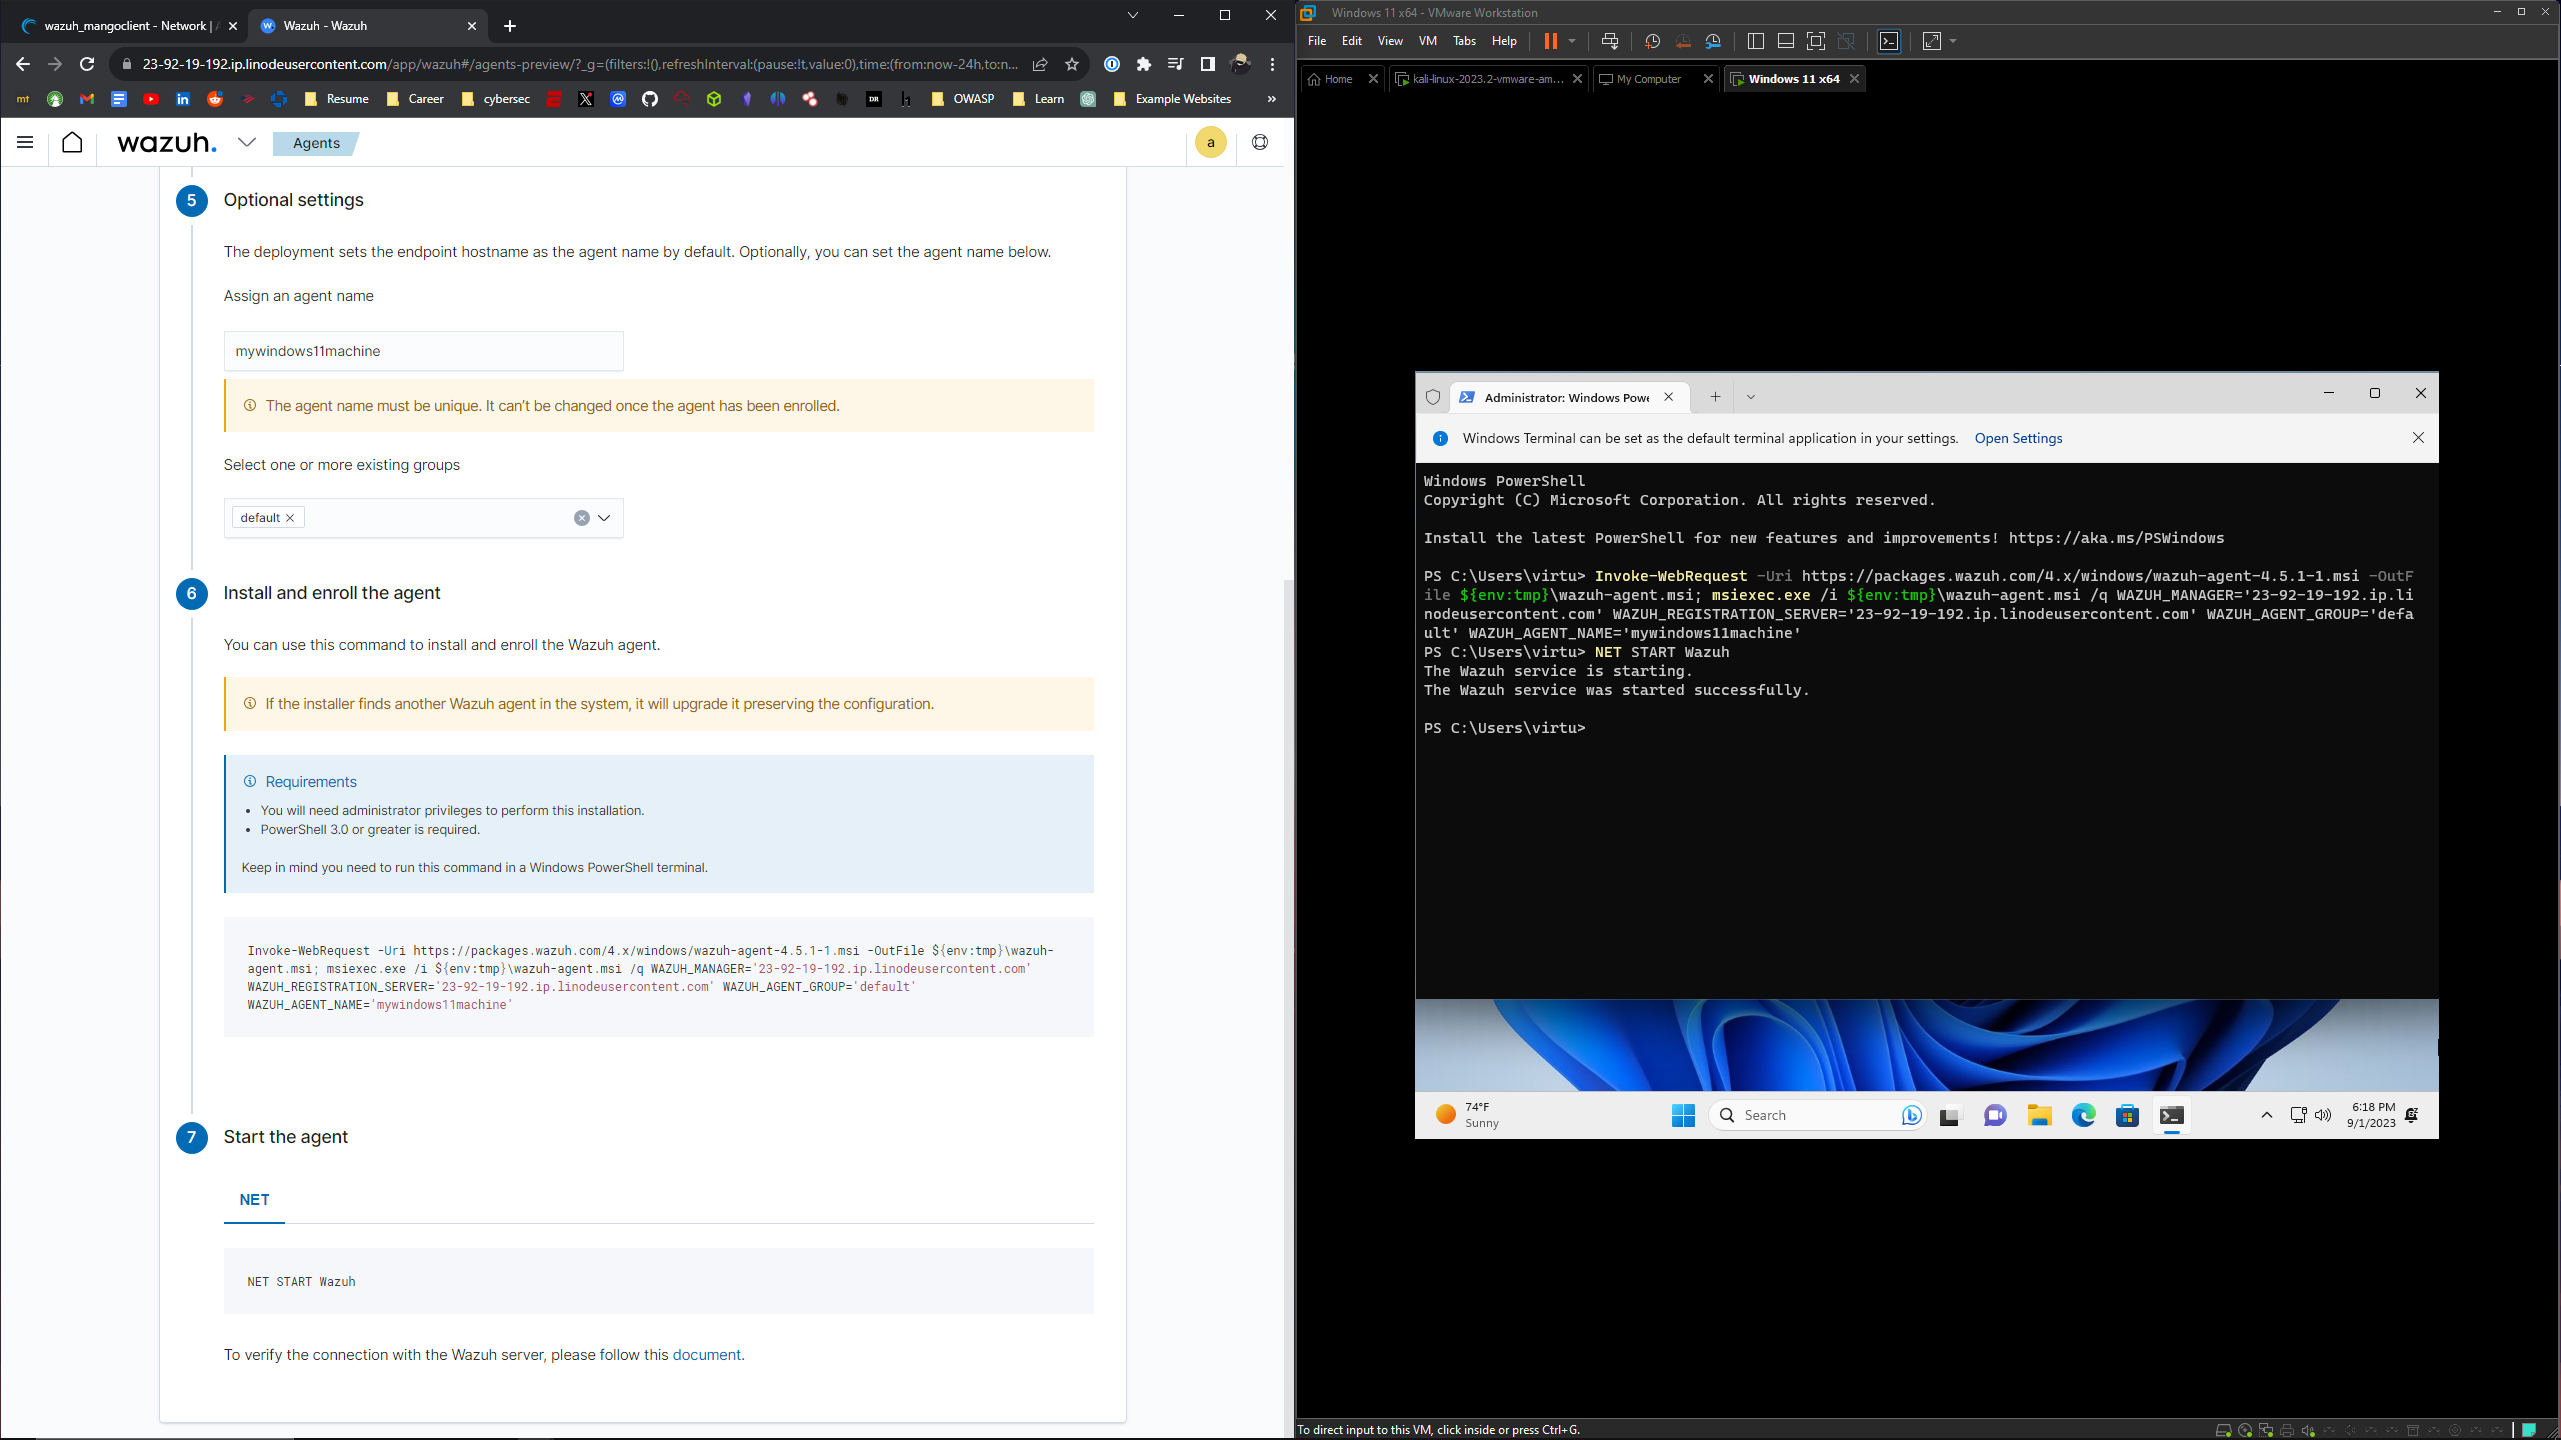 wazuh_mangoclient - Network | A
Wazuh - Wazuh
23-92-19-192.ip.linodeusercontent.com/app/wazuh#/agents-preview/?_g=(filters:!(),refreshInterval:(pause:!t,value:0),time:(from:now-24h,to:n...
mt
Resume
Career
cybersec
DR
OWASP
Learn
Example Websites
»
wazuh.
Agents
a
5
Optional settings
The deployment sets the endpoint hostname as the agent name by default. Optionally, you can set the agent name below.
Assign an agent name
mywindows11machine
The agent name must be unique. It can't be changed once the agent has been enrolled.
Select one or more existing groups
default
6
Install and enroll the agent
You can use this command to install and enroll the Wazuh agent.
If the installer finds another Wazuh agent in the system, it will upgrade it preserving the configuration.
Requirements
• You will need administrator privileges to perform this installation.
• PowerShell 3.0 or greater is required.
Keep in mind you need to run this command in a Windows PowerShell terminal.
Invoke-WebRequest -Uri https://packages.wazuh.com/4.x/windows/wazuh-agent-4.5.1-1.msi -OutFile ${env:tmp}\wazuh-
agent.msi; msiexec.exe /i ${env:tmp}\wazuh-agent.msi /q WAZUH_MANAGER='23-92-19-192.ip.linodeusercontent.com'
WAZUH_REGISTRATION_SERVER='23-92-19-192.ip.linodeusercontent.com' WAZUH_AGENT_GROUP='default'
WAZUH_AGENT_NAME='mywindows11machine'
7
Start the agent
NET
NET START Wazuh
To verify the connection with the Wazuh server, please follow this document.
Windows 11 x64 - VMware Workstation
File Edit View VM Tabs Help
Home
kali-linux-2023.2-vmware-am...
My Computer
Windows 11 x64
Administrator: Windows Powe
Windows Terminal can be set as the default terminal application in your settings. Open Settings
Windows PowerShell
Copyright (C) Microsoft Corporation. All rights reserved.
Install the latest PowerShell for new features and improvements! https://aka.ms/PSWindows
PS C:\Users\virtu> Invoke-WebRequest -Uri https://packages.wazuh.com/4.x/windows/wazuh-agent-4.5.1-1.msi -OutF
ile ${env:tmp}\wazuh-agent.msi; msiexec.exe /i ${env:tmp}\wazuh-agent.msi /q WAZUH_MANAGER='23-92-19-192.ip.li
nodeusercontent.com' WAZUH_REGISTRATION_SERVER='23-92-19-192.ip.linodeusercontent.com' WAZUH_AGENT_GROUP='defa
ult' WAZUH_AGENT_NAME='mywindows11machine'
PS C:\Users\virtu> NET START Wazuh
The Wazuh service is starting.
The Wazuh service was started successfully.
PS C:\Users\virtu>
74°F
Sunny
Search
6:18 PM
9/1/2023
To direct input to this VM, click inside or press Ctrl+G.